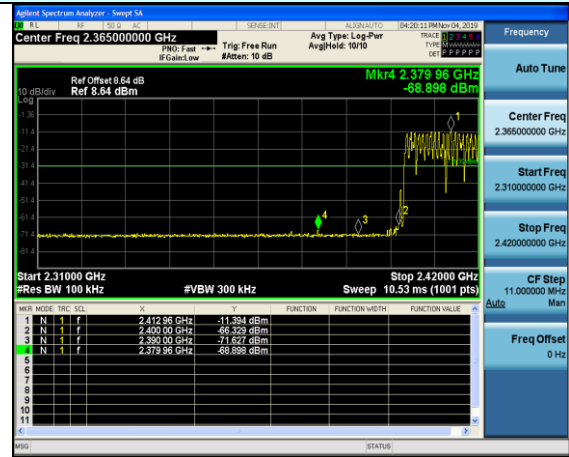 Agilent Spectrum Analyzer - Swept SA
RL RF 50 Ω AC SENSE:INT ALIGNAUTO 04:20:11 PM Nov 04, 2019
Center Freq 2.365000000 GHz
PNO: Fast
IFGain:Low
Trig: Free Run
#Atten: 10 dB
Avg Type: Log-Pwr
Avg|Hold: 10/10
TRACE 1 2 3 4 5 6
TYPE M
DET P P P P P P
Ref Offset 8.64 dB
Ref 8.64 dBm
10 dB/div
Log
Mkr4 2.379 96 GHz
-68.898 dBm
-1.36
-11.4
-21.4
-31.4
-41.4
-51.4
-61.4
-71.4
-81.4
1
2
3
4
Start 2.31000 GHz
Stop 2.42000 GHz
#Res BW 100 kHz
#VBW 300 kHz
Sweep 10.53 ms (1001 pts)
MKR MODE TRC SCL X Y FUNCTION FUNCTION WIDTH FUNCTION VALUE
1 N 1 f 2.412 96 GHz -11.394 dBm
2 N 1 f 2.400 00 GHz -66.329 dBm
3 N 1 f 2.390 00 GHz -71.627 dBm
4 N 1 f 2.379 96 GHz -68.898 dBm
5
6
7
8
9
10
11
MSG STATUS
Frequency
Auto Tune
Center Freq
2.365000000 GHz
Start Freq
2.310000000 GHz
Stop Freq
2.420000000 GHz
CF Step
11.000000 MHz
Auto Man
Freq Offset
0 Hz